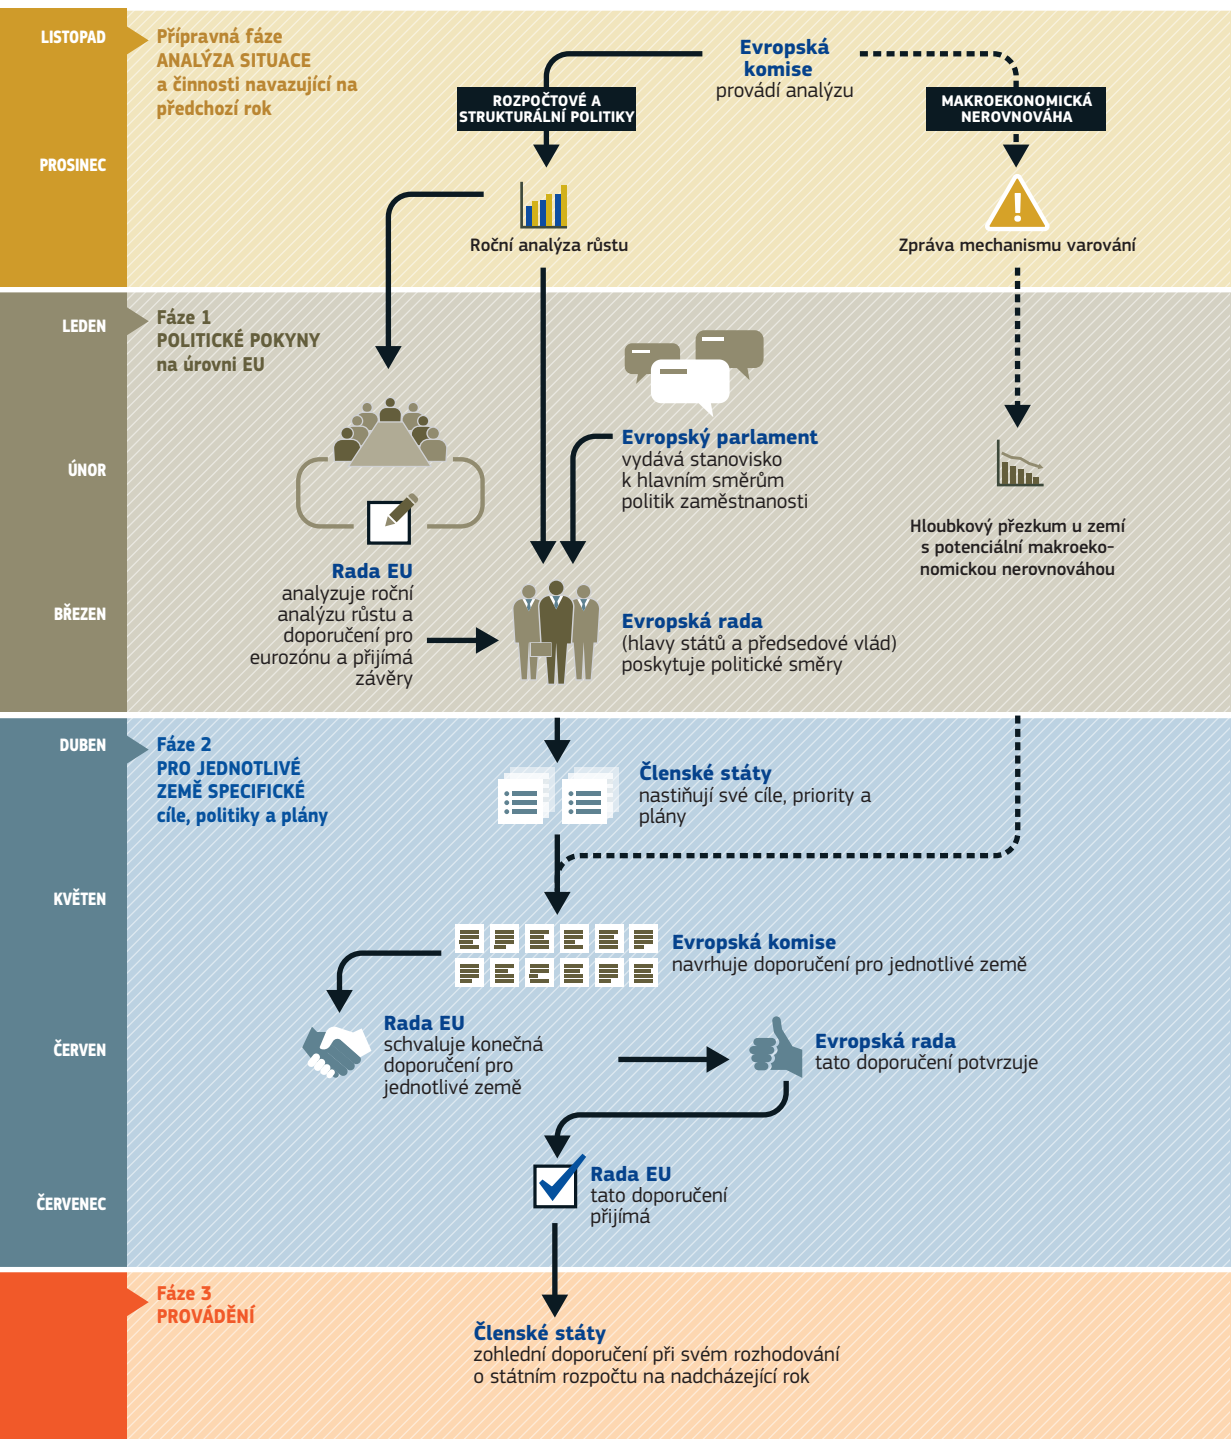 LISTOPAD
Přípravná fáze
ANALÝZA SITUACE
a činnosti navazující na
předchozí rok
Evropská
komise
provádí analýzu
ROZPOČTOVÉ A
STRUKTURÁLNÍ POLITIKY
MAKROEKONOMICKÁ
NEROVNOVÁHA
PROSINEC
Roční analýza růstu
Zpráva mechanismu varování
LEDEN
Fáze 1
POLITICKÉ POKYNY
na úrovni EU
Evropský parlament
vydává stanovisko
k hlavním směrům
politik zaměstnanosti
ÚNOR
Hloubkový přezkum u zemí
s potenciální makroeko-
nomickou nerovnováhou
Rada EU
analyzuje roční
analýzu růstu a
doporučení pro
eurozónu a přijímá
závěry
BŘEZEN
Evropská rada
(hlavy států a předsedové vlád)
poskytuje politické směry
DUBEN
Fáze 2
PRO JEDNOTLIVÉ
ZEMĚ SPECIFICKÉ
cíle, politiky a plány
Členské státy
nastiňují své cíle, priority a
plány
KVĚTEN
Evropská komise
navrhuje doporučení pro jednotlivé země
ČERVEN
Rada EU
schvaluje konečná
doporučení pro
jednotlivé země
Evropská rada
tato doporučení potvrzuje
ČERVENEC
Rada EU
tato doporučení
přijímá
Fáze 3
PROVÁDĚNÍ
Členské státy
zohlední doporučení při svém rozhodování
o státním rozpočtu na nadcházející rok